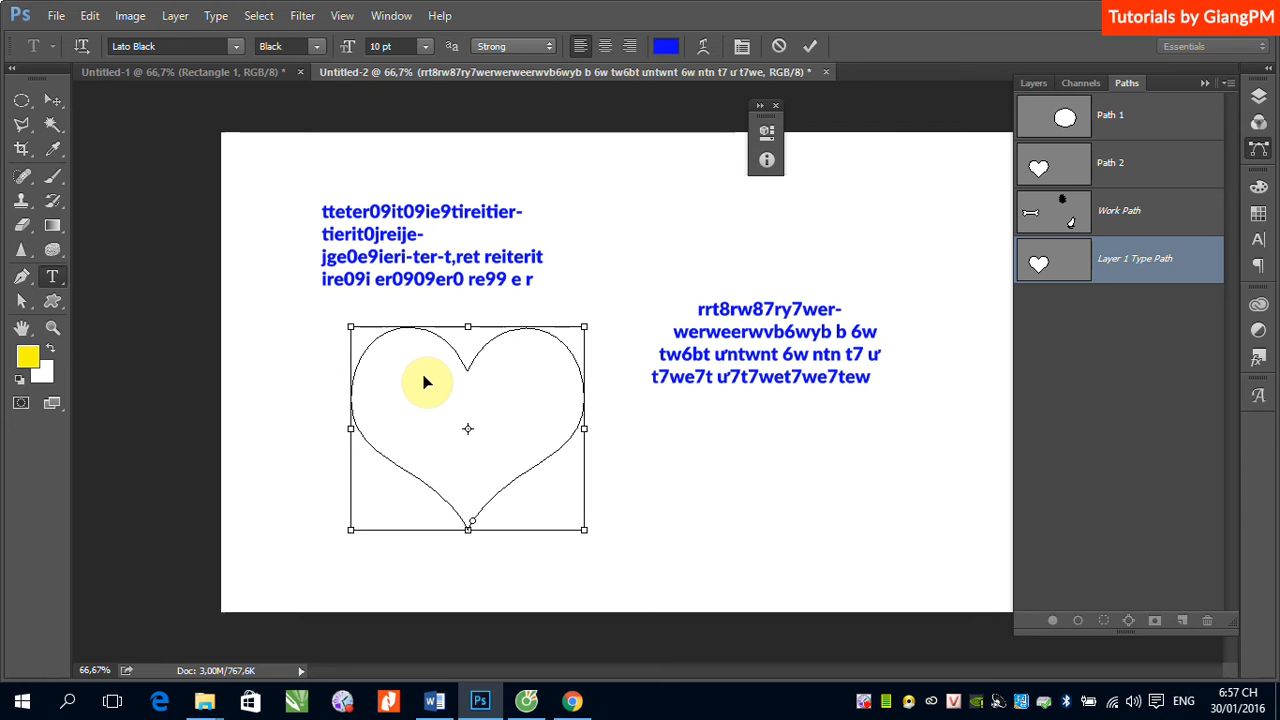 Ps File Edit Image Layer Type Select Filter View Window Help
Tutorials by GiangPM
T Lato Black Black 10 pt aa Strong Essentials
Untitled-1 @ 66,7% (Rectangle 1, RGB/8) * × Untitled-2 @ 66,7% (rrt8rw87ry7werwerweerwvb6wyb b 6w tw6bt ưntwnt 6w ntn t7 ư t7we, RGB/8) * ×
Layers Channels Paths
Path 1
Path 2
Work Path
Layer 1 Type Path
tteter09it09ie9tireitier-
tierit0jreije-
jge0e9ieri-ter-t,ret reiterit
ire09i er0909er0 re99 e r
rrt8rw87ry7wer-
werweerwvb6wyb b 6w
tw6bt ưntwnt 6w ntn t7 ư
t7we7t ư7t7wet7we7tew
66,67% Doc: 3,00M/767,6K
ENG
6:57 CH
30/01/2016